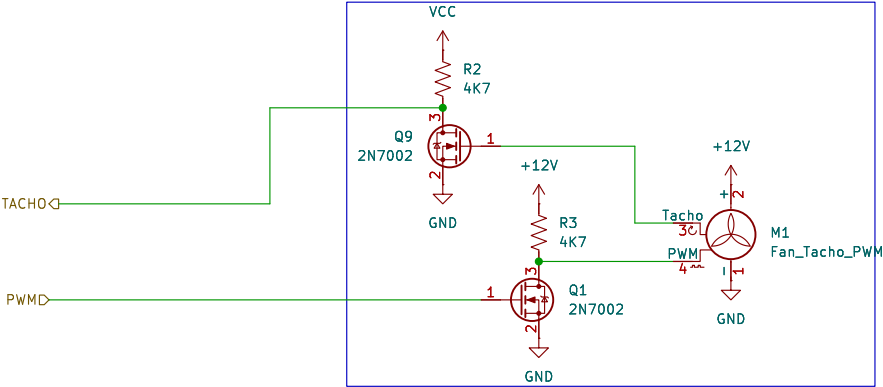 VCC
R2
4K7
3
Q9
2N7002
1
2
GND
TACHO
+12V
R3
4K7
3
PWM
1
Q1
2N7002
2
GND
+12V
+
2
Tacho
3
M1
Fan_Tacho_PWM
PWM
4
-
1
GND